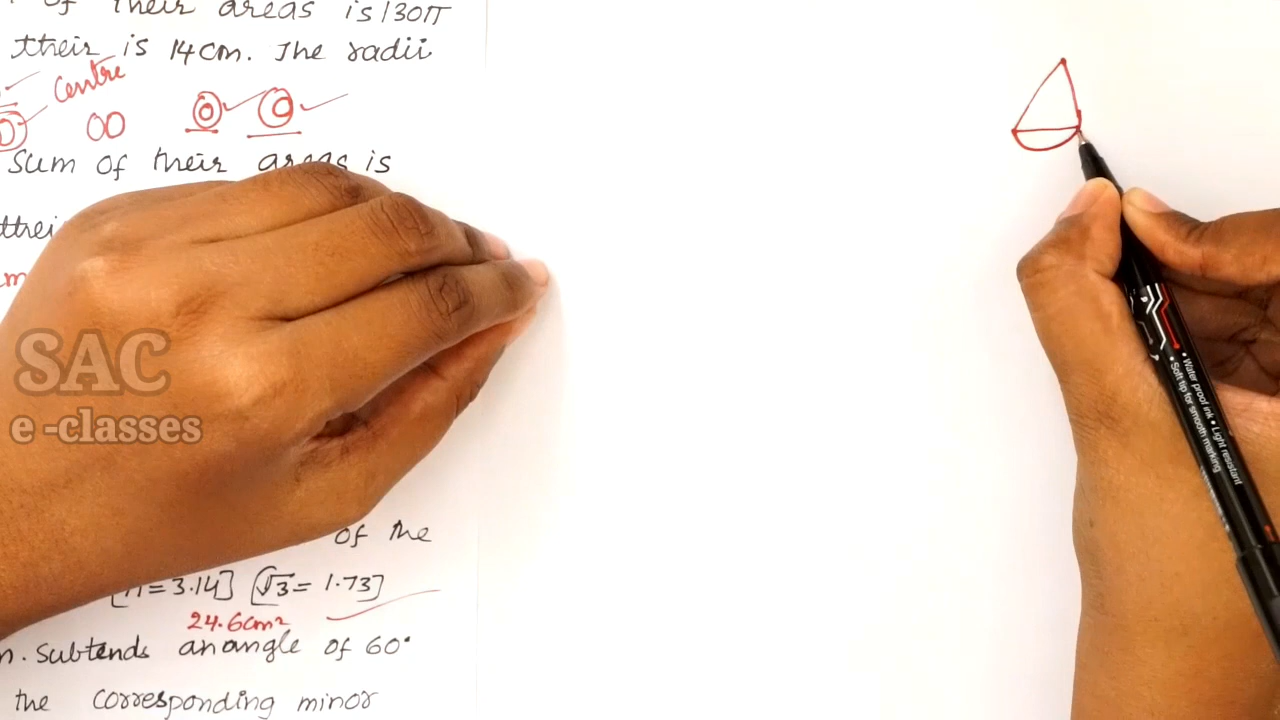 of their areas is 130π
their is 14 cm. The radii
Centre
Sum of their areas is
SAC
e -classes
of the
= 3.14] [√3 = 1.73]
24.6cm²
Subtends an angle of 60°
the corresponding minor
• Water proof ink • Light resistant
• Soft tip for smooth marking